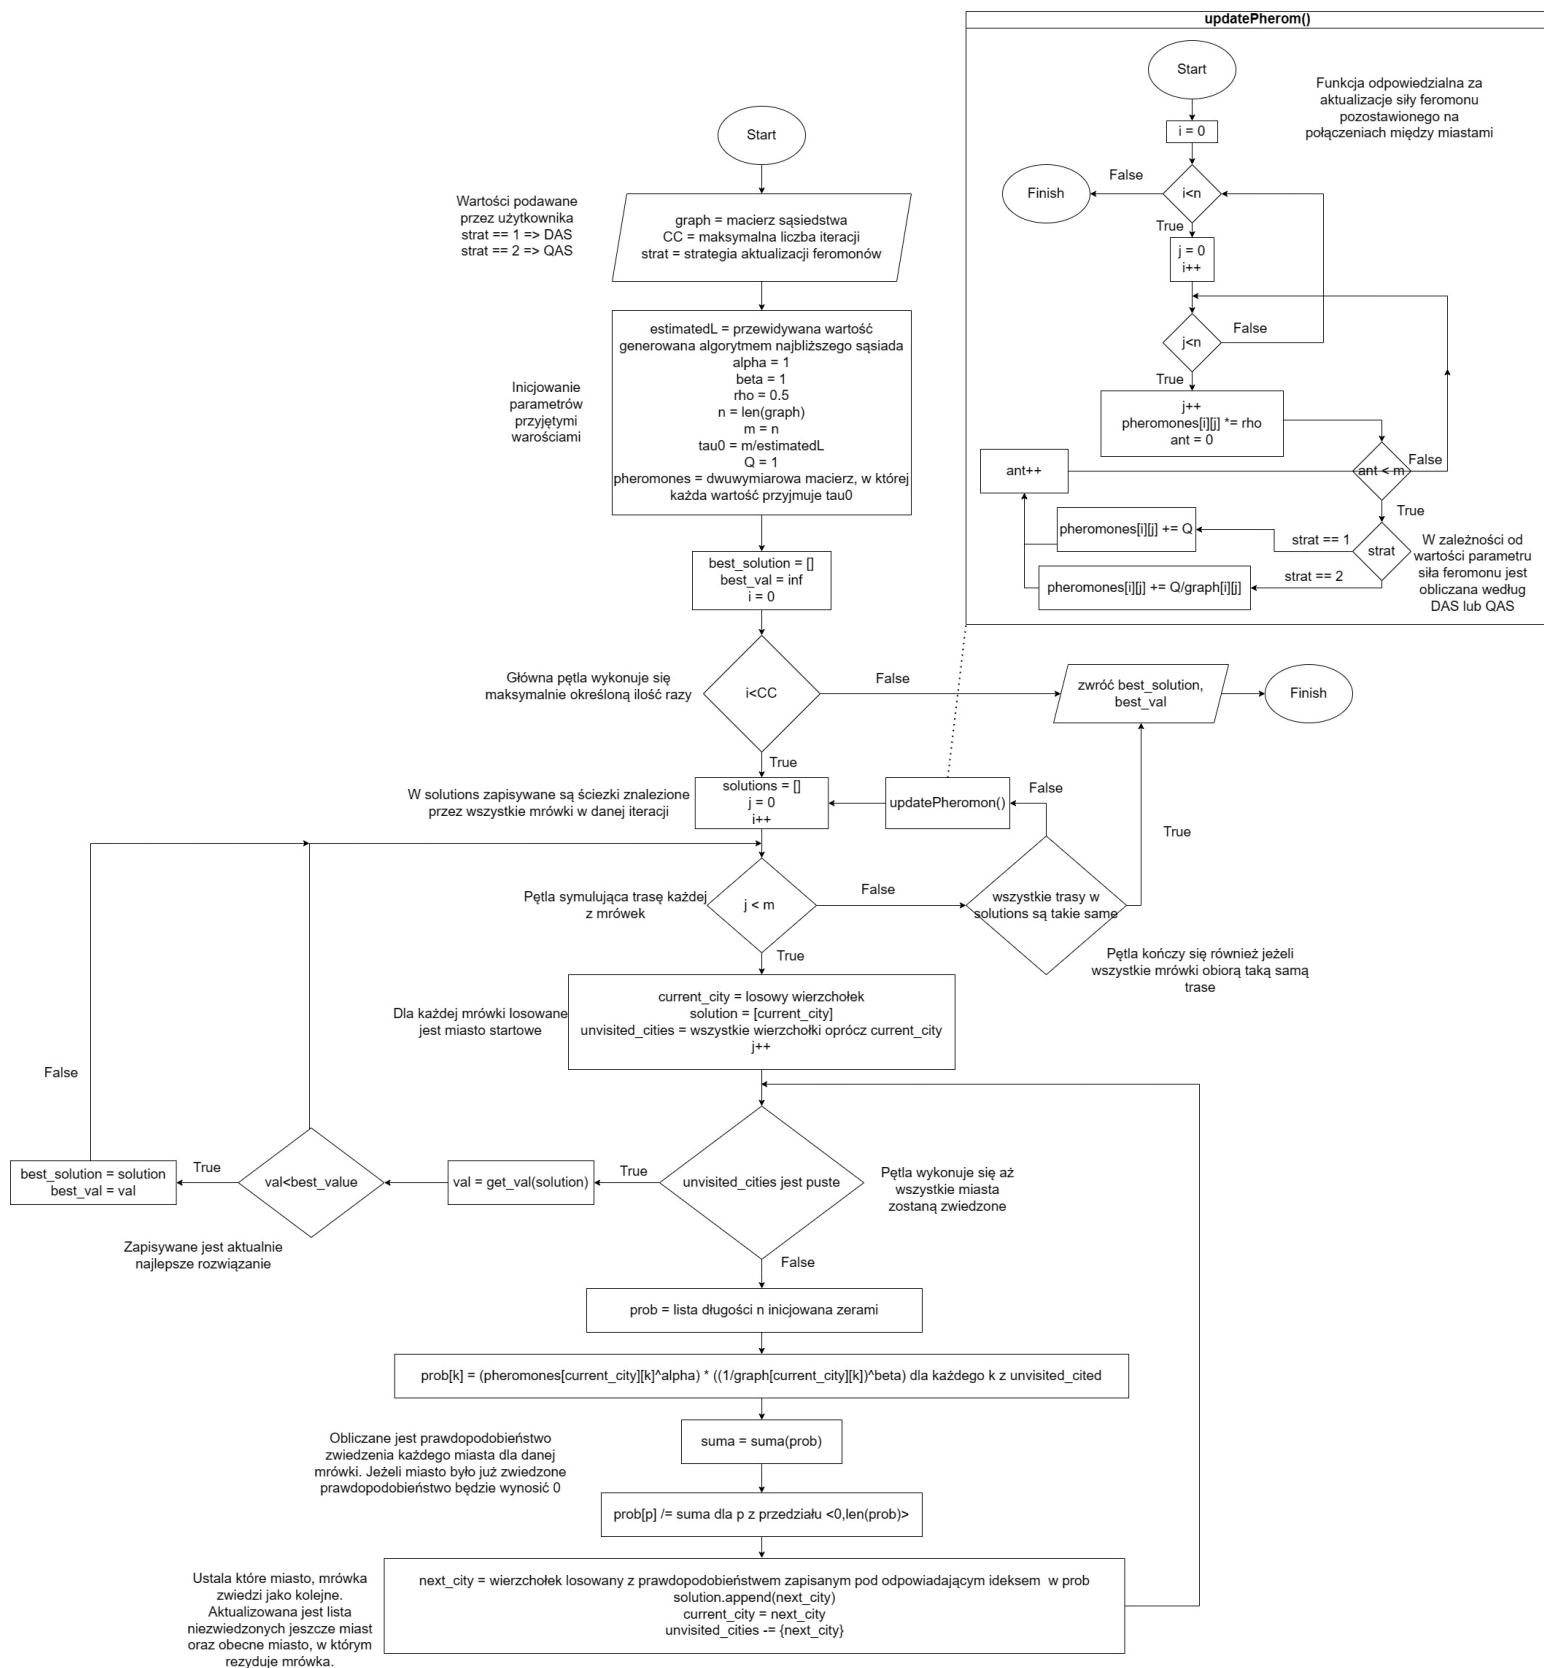 updatePherom()
Start
Funkcja odpowiedzialna za
aktualizacje siły feromonu
pozostawionego na
połączeniach między miastami
i = 0
Finish
False
i<n
True
j = 0
i++
j<n
False
True
j++
pheromones[i][j] *= rho
ant = 0
ant++
ant < m
False
True
pheromones[i][j] += Q
strat == 1
strat
strat == 2
pheromones[i][j] += Q/graph[i][j]
W zależności od
wartości parametru
siła feromonu jest
obliczana według
DAS lub QAS
Start
Wartości podawane
przez użytkownika
strat == 1 => DAS
strat == 2 => QAS
graph = macierz sąsiedstwa
CC = maksymalna liczba iteracji
strat = strategia aktualizacji feromonów
Inicjowanie
parametrów
przyjętymi
warościami
estimatedL = przewidywana wartość
generowana algorytmem najbliższego sąsiada
alpha = 1
beta = 1
rho = 0.5
n = len(graph)
m = n
tau0 = m/estimatedL
Q = 1
pheromones = dwuwymiarowa macierz, w której
każda wartość przyjmuje tau0
best_solution = []
best_val = inf
i = 0
Główna pętla wykonuje się
maksymalnie określoną ilość razy
i<CC
False
zwróć best_solution,
best_val
Finish
True
W solutions zapisywane są ściezki znalezione
przez wszystkie mrówki w danej iteracji
solutions = []
j = 0
i++
updatePheromon()
False
True
Pętla symulująca trasę każdej
z mrówek
j < m
False
wszystkie trasy w
solutions są takie same
True
Pętla kończy się również jeżeli
wszystkie mrówki obiorą taką samą
trase
Dla każdej mrówki losowane
jest miasto startowe
current_city = losowy wierzchołek
solution = [current_city]
unvisited_cities = wszystkie wierzchołki oprócz current_city
j++
False
best_solution = solution
best_val = val
True
val<best_value
val = get_val(solution)
True
unvisited_cities jest puste
Pętla wykonuje się aż
wszystkie miasta
zostaną zwiedzone
Zapisywane jest aktualnie
najlepsze rozwiązanie
False
prob = lista długości n inicjowana zerami
prob[k] = (pheromones[current_city][k]^alpha) * ((1/graph[current_city][k])^beta) dla każdego k z unvisited_cited
Obliczane jest prawdopodobieństwo
zwiedzenia każdego miasta dla danej
mrówki. Jeżeli miasto było już zwiedzone
prawdopodobieństwo będzie wynosić 0
suma = suma(prob)
prob[p] /= suma dla p z przedziału <0,len(prob)>
Ustala które miasto, mrówka
zwiedzi jako kolejne.
Aktualizowana jest lista
niezwiedzonych jeszcze miast
oraz obecne miasto, w którym
rezyduje mrówka.
next_city = wierzchołek losowany z prawdopodobieństwem zapisanym pod odpowiadającym ideksem w prob
solution.append(next_city)
current_city = next_city
unvisited_cities -= {next_city}